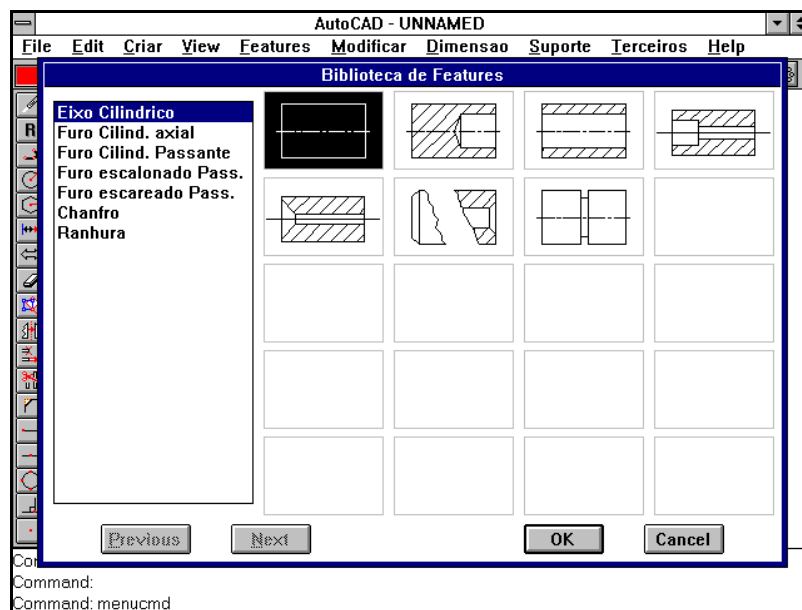 AutoCAD - UNNAMED
File Edit Criar View Features Modificar Dimensao Suporte Terceiros Help
Biblioteca de Features
R
Eixo Cilindrico
Furo Cilind. axial
Furo Cilind. Passante
Furo escalonado Pass.
Furo escareado Pass.
Chanfro
Ranhura
Previous Next OK Cancel
Command:
Command: menucmd